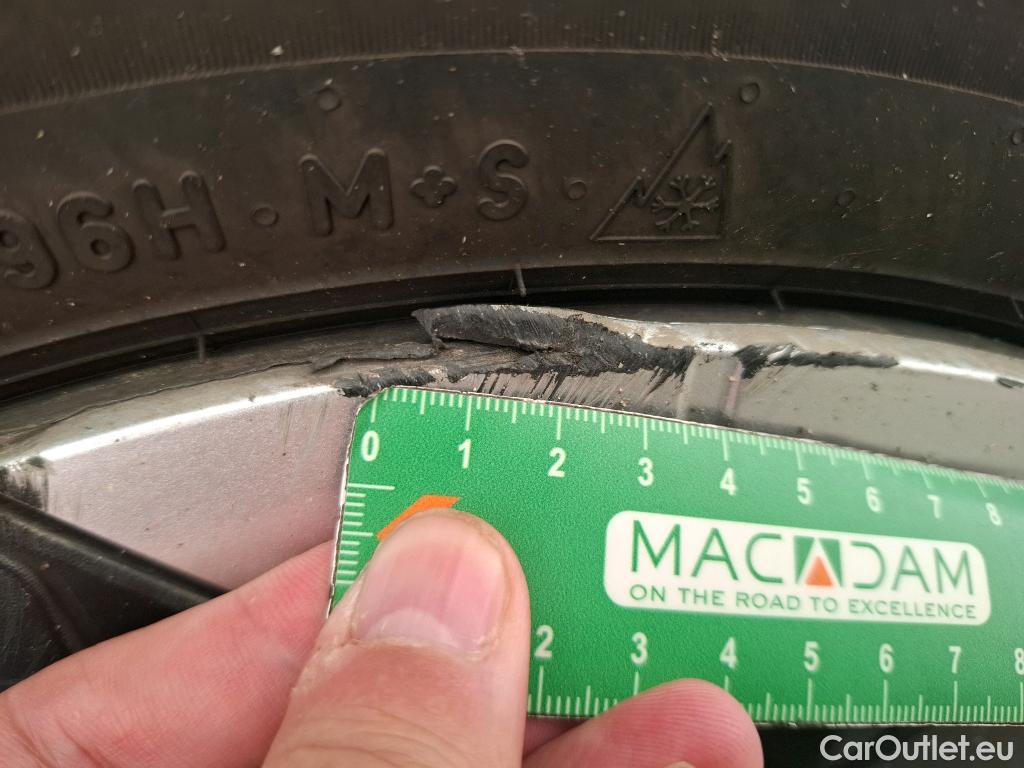 96H · M+S
0 1 2 3 4 5 6 7 8
MACADAM
ON THE ROAD TO EXCELLENCE
2 3 4 5 6 7 8
CarOutlet.eu